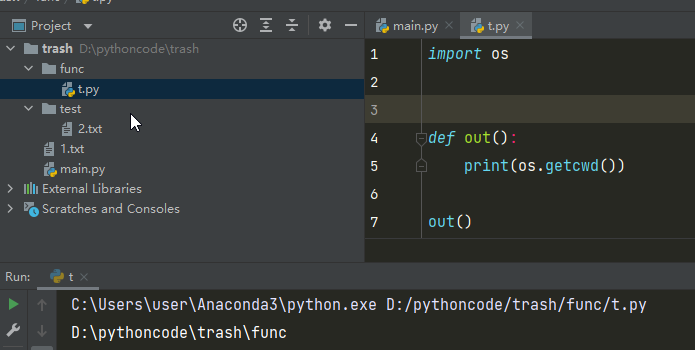 func
t.py
Project
main.py
t.py
trash D:\pythoncode\trash
func
t.py
test
2.txt
1.txt
main.py
External Libraries
Scratches and Consoles
1 import os
2
3
4 def out():
5 print(os.getcwd())
6
7 out()
Run: t
C:\Users\user\Anaconda3\python.exe D:/pythoncode/trash/func/t.py
D:\pythoncode\trash\func